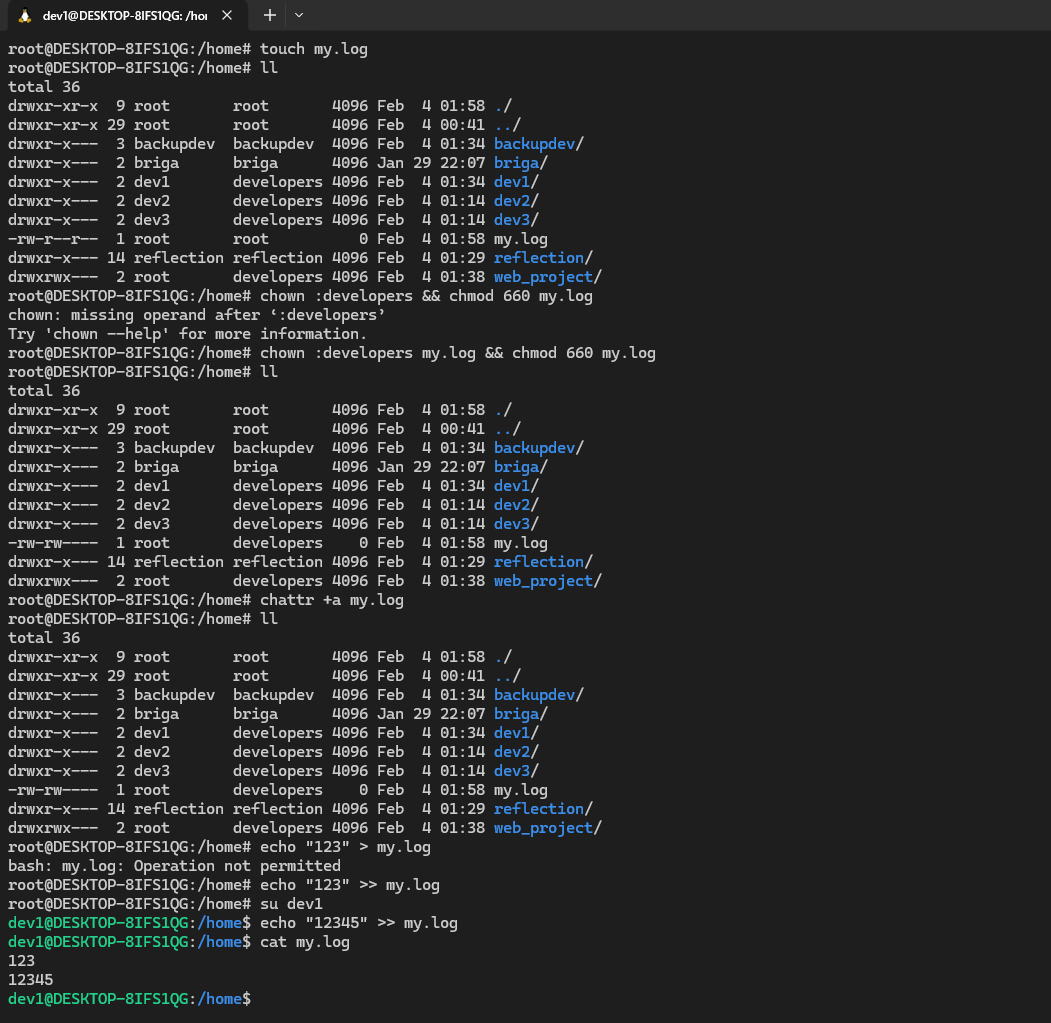 dev1@DESKTOP-8IFS1QG: /hor
root@DESKTOP-8IFS1QG:/home# touch my.log
root@DESKTOP-8IFS1QG:/home# ll
total 36
drwxr-xr-x  9 root       root       4096 Feb  4 01:58 ./
drwxr-xr-x 29 root       root       4096 Feb  4 00:41 ../
drwxr-x---  3 backupdev  backupdev  4096 Feb  4 01:34 backupdev/
drwxr-x---  2 briga      briga      4096 Jan 29 22:07 briga/
drwxr-x---  2 dev1       developers 4096 Feb  4 01:34 dev1/
drwxr-x---  2 dev2       developers 4096 Feb  4 01:14 dev2/
drwxr-x---  2 dev3       developers 4096 Feb  4 01:14 dev3/
-rw-r--r--  1 root       root          0 Feb  4 01:58 my.log
drwxr-x--- 14 reflection reflection 4096 Feb  4 01:29 reflection/
drwxrwx---  2 root       developers 4096 Feb  4 01:38 web_project/
root@DESKTOP-8IFS1QG:/home# chown :developers && chmod 660 my.log
chown: missing operand after ‘:developers’
Try 'chown --help' for more information.
root@DESKTOP-8IFS1QG:/home# chown :developers my.log && chmod 660 my.log
root@DESKTOP-8IFS1QG:/home# ll
total 36
drwxr-xr-x  9 root       root       4096 Feb  4 01:58 ./
drwxr-xr-x 29 root       root       4096 Feb  4 00:41 ../
drwxr-x---  3 backupdev  backupdev  4096 Feb  4 01:34 backupdev/
drwxr-x---  2 briga      briga      4096 Jan 29 22:07 briga/
drwxr-x---  2 dev1       developers 4096 Feb  4 01:34 dev1/
drwxr-x---  2 dev2       developers 4096 Feb  4 01:14 dev2/
drwxr-x---  2 dev3       developers 4096 Feb  4 01:14 dev3/
-rw-rw----  1 root       developers    0 Feb  4 01:58 my.log
drwxr-x--- 14 reflection reflection 4096 Feb  4 01:29 reflection/
drwxrwx---  2 root       developers 4096 Feb  4 01:38 web_project/
root@DESKTOP-8IFS1QG:/home# chattr +a my.log
root@DESKTOP-8IFS1QG:/home# ll
total 36
drwxr-xr-x  9 root       root       4096 Feb  4 01:58 ./
drwxr-xr-x 29 root       root       4096 Feb  4 00:41 ../
drwxr-x---  3 backupdev  backupdev  4096 Feb  4 01:34 backupdev/
drwxr-x---  2 briga      briga      4096 Jan 29 22:07 briga/
drwxr-x---  2 dev1       developers 4096 Feb  4 01:34 dev1/
drwxr-x---  2 dev2       developers 4096 Feb  4 01:14 dev2/
drwxr-x---  2 dev3       developers 4096 Feb  4 01:14 dev3/
-rw-rw----  1 root       developers    0 Feb  4 01:58 my.log
drwxr-x--- 14 reflection reflection 4096 Feb  4 01:29 reflection/
drwxrwx---  2 root       developers 4096 Feb  4 01:38 web_project/
root@DESKTOP-8IFS1QG:/home# echo "123" > my.log
bash: my.log: Operation not permitted
root@DESKTOP-8IFS1QG:/home# echo "123" >> my.log
root@DESKTOP-8IFS1QG:/home# su dev1
dev1@DESKTOP-8IFS1QG:/home$ echo "12345" >> my.log
dev1@DESKTOP-8IFS1QG:/home$ cat my.log
123
12345
dev1@DESKTOP-8IFS1QG:/home$